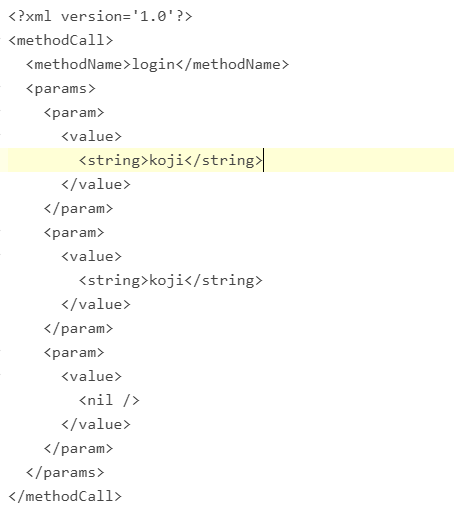 <?xml version='1.0'?>
<methodCall>
  <methodName>login</methodName>
  <params>
    <param>
      <value>
        <string>koji</string>
      </value>
    </param>
    <param>
      <value>
        <string>koji</string>
      </value>
    </param>
    <param>
      <value>
        <nil />
      </value>
    </param>
  </params>
</methodCall>